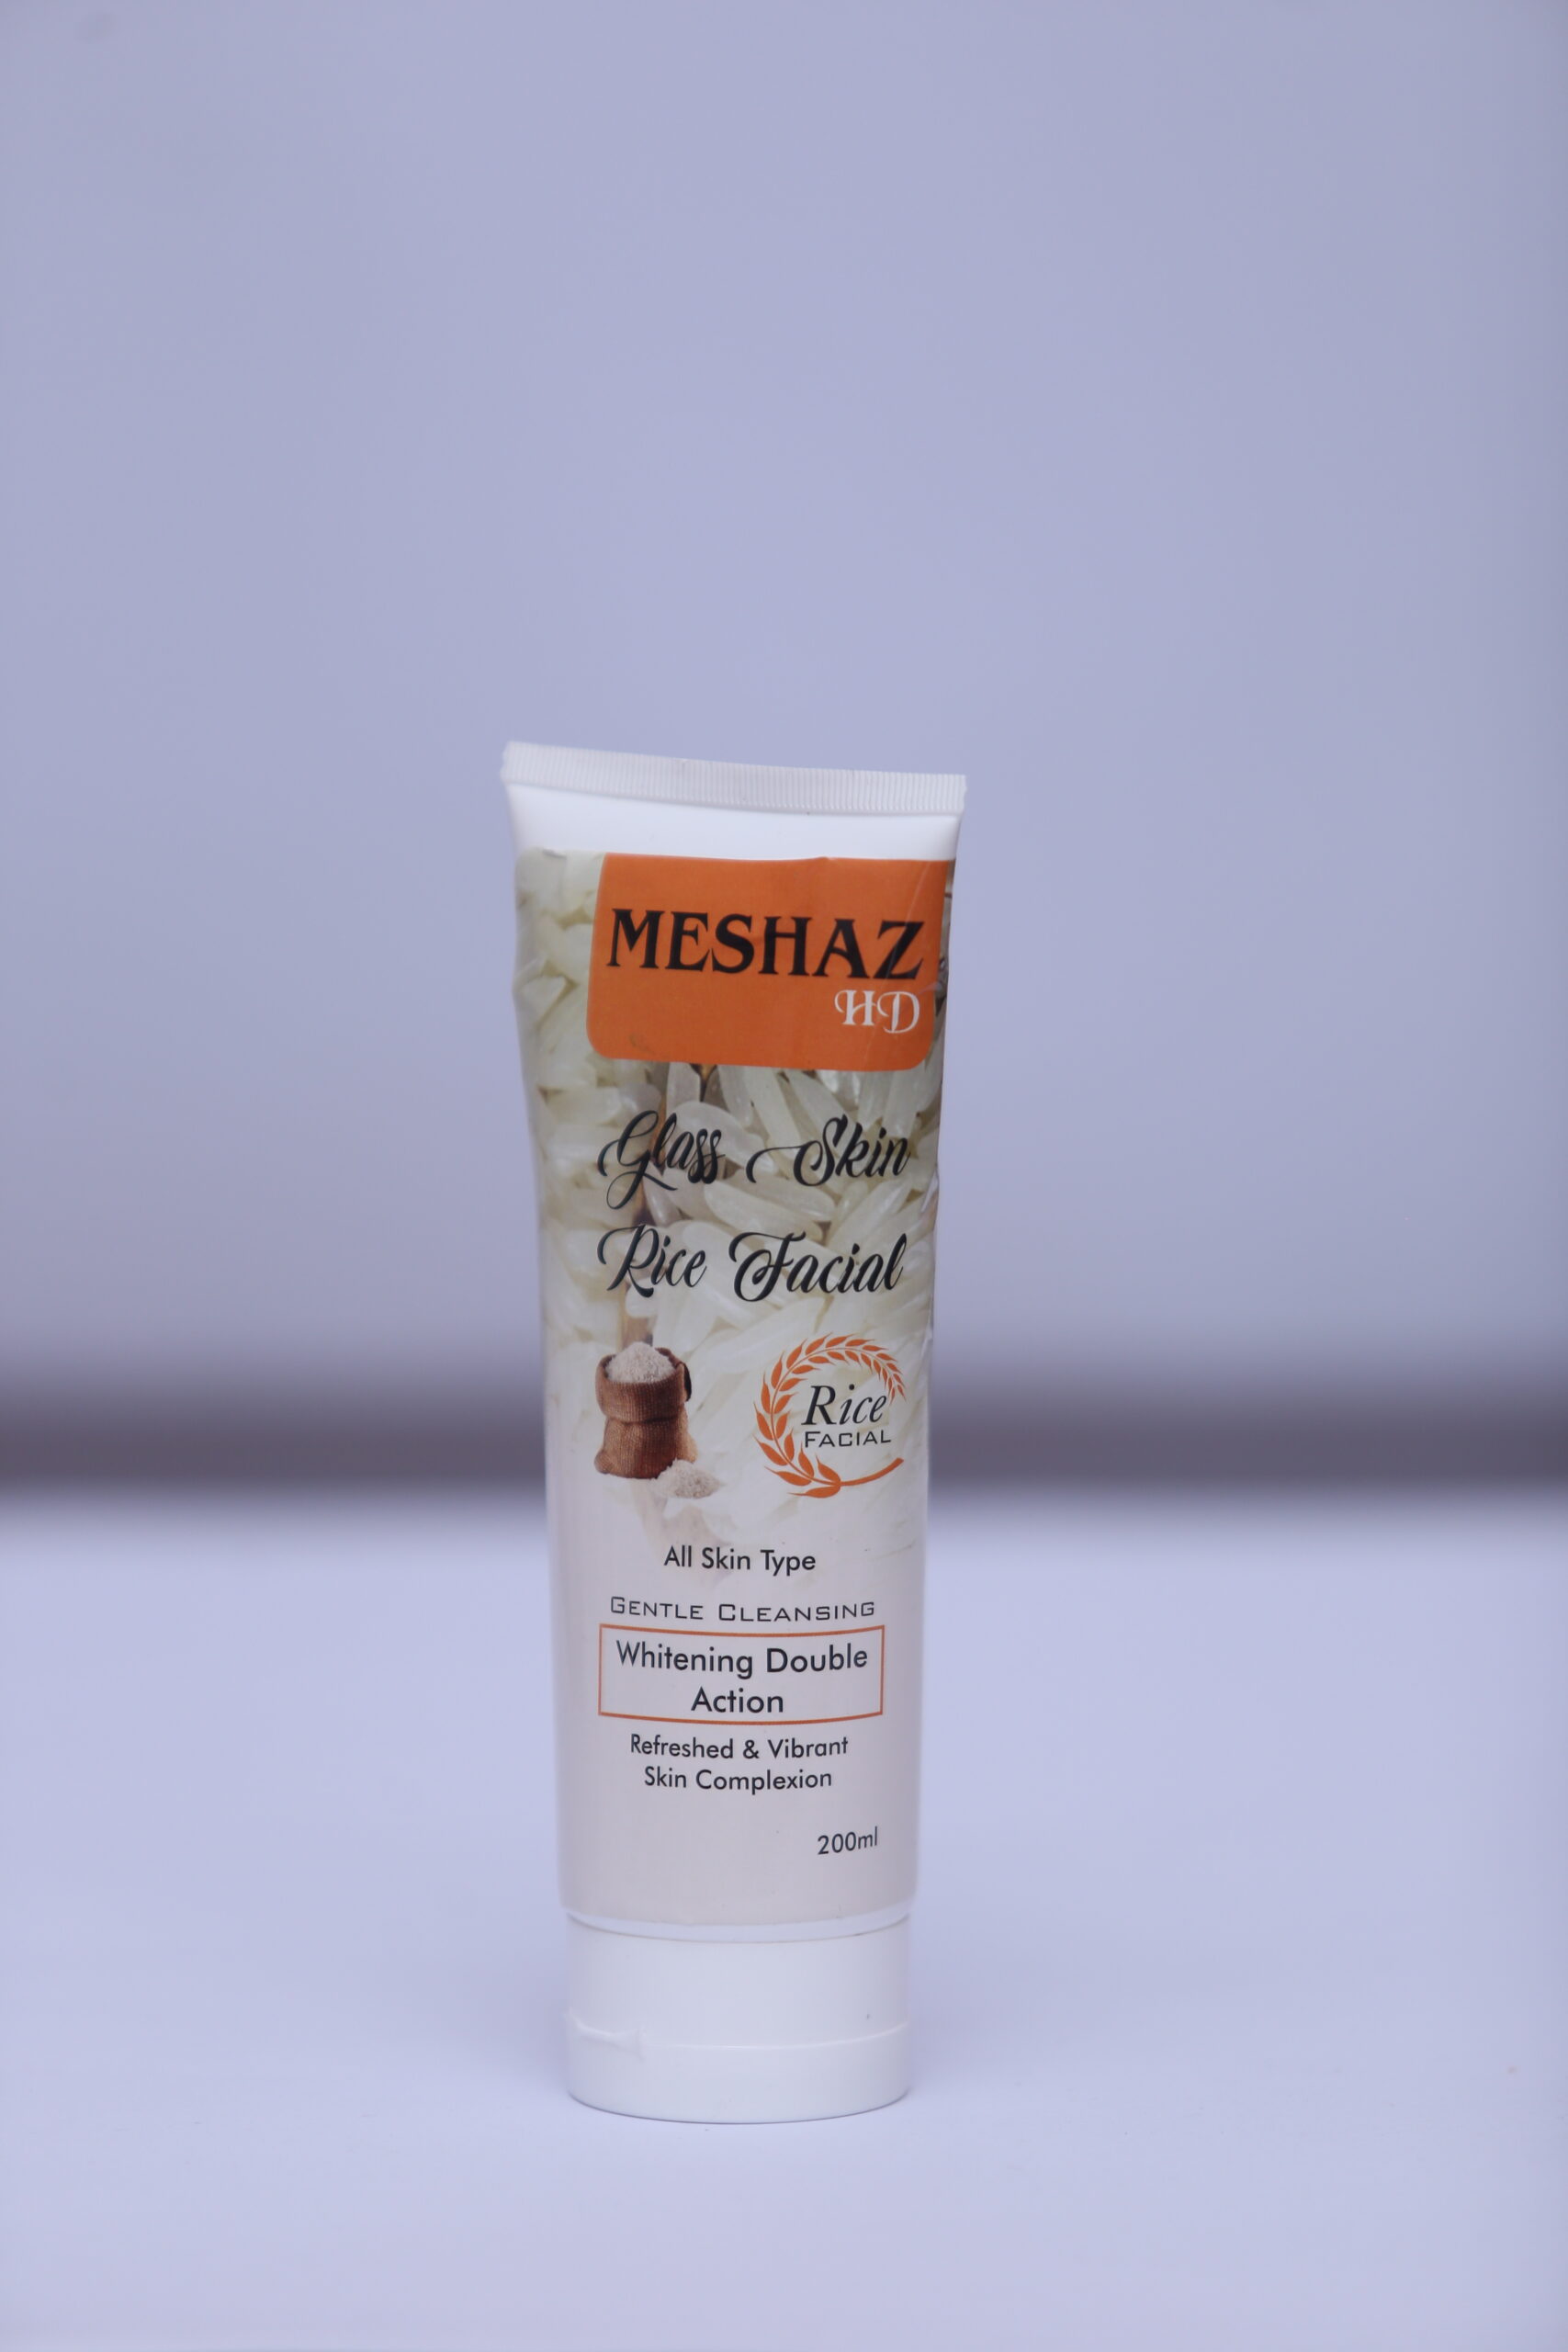 MESHAZ
HD
Glass Skin
Rice Facial
Rice
FACIAL
All Skin Type
GENTLE CLEANSING
Whitening Double
Action
Refreshed & Vibrant
Skin Complexion
200ml